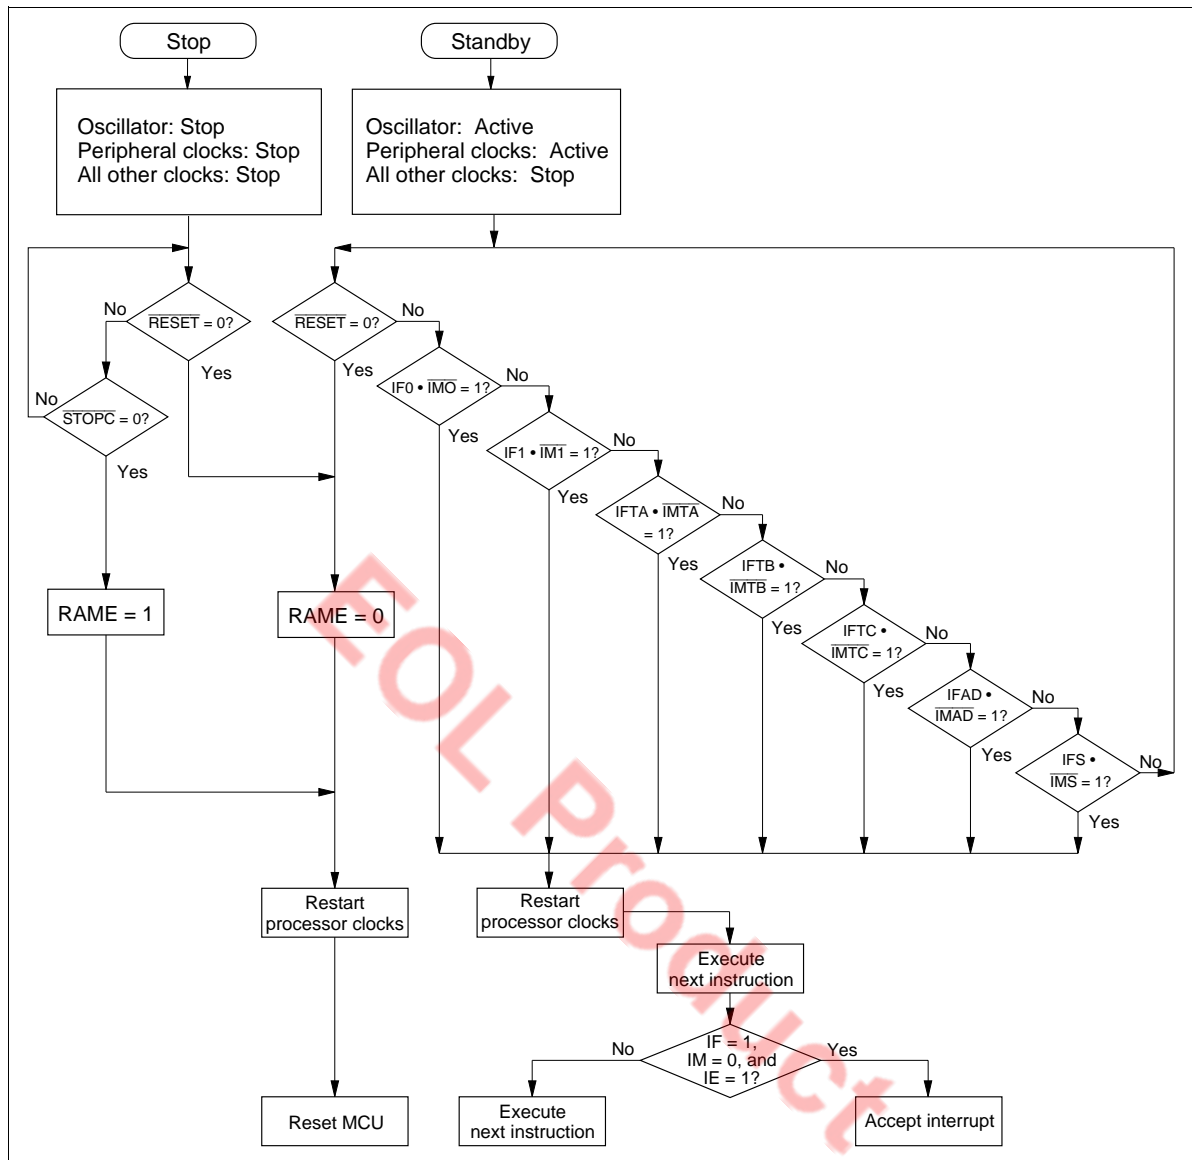 Stop
Standby
Oscillator: Stop
Peripheral clocks: Stop
All other clocks: Stop
Oscillator: Active
Peripheral clocks: Active
All other clocks: Stop
No
RESET = 0?
Yes
No
STOPC = 0?
Yes
RESET = 0?
No
Yes
IF0 • IMO = 1?
No
Yes
IF1 • IM1 = 1?
No
Yes
IFTA • IMTA
= 1?
No
Yes
IFTB •
IMTB = 1?
No
Yes
IFTC •
IMTC = 1?
No
Yes
IFAD •
IMAD = 1?
No
Yes
IFS •
IMS = 1?
No
Yes
RAME = 1
RAME = 0
Restart
processor clocks
Restart
processor clocks
Execute
next instruction
IF = 1,
IM = 0, and
IE = 1?
No
Yes
Reset MCU
Execute
next instruction
Accept interrupt
EOL Product